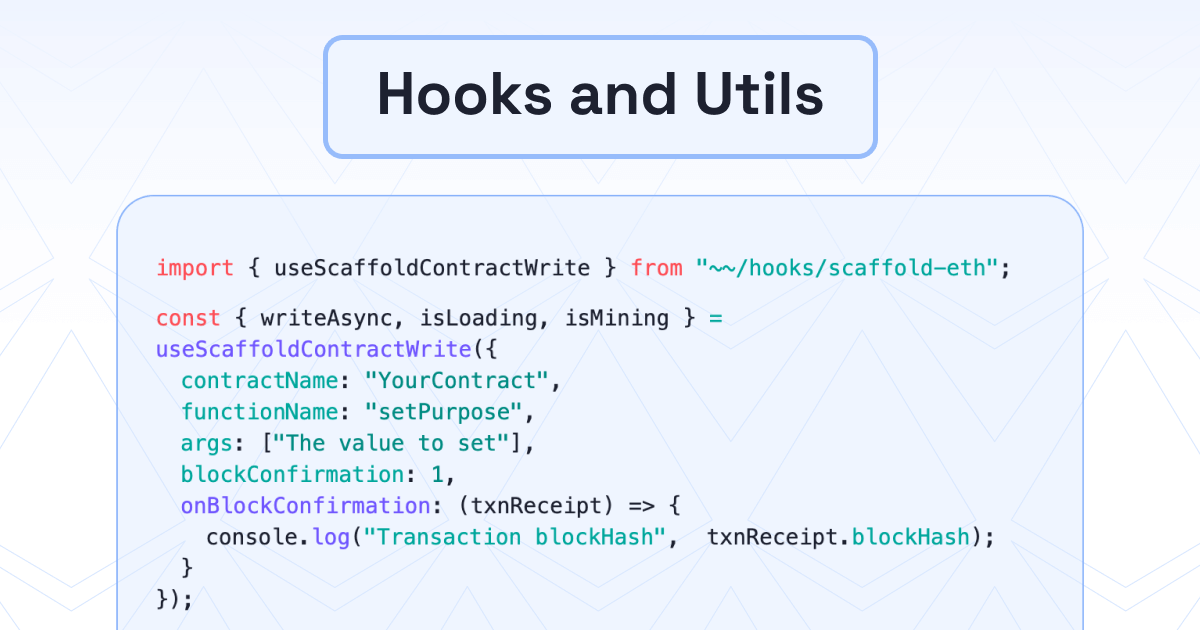 Hooks and Utils
import { useScaffoldContractWrite } from "~~/hooks/scaffold-eth";
const { writeAsync, isLoading, isMining } =
useScaffoldContractWrite({
  contractName: "YourContract",
  functionName: "setPurpose",
  args: ["The value to set"],
  blockConfirmation: 1,
  onBlockConfirmation: (txnReceipt) => {
    console.log("Transaction blockHash",  txnReceipt.blockHash);
  }
});